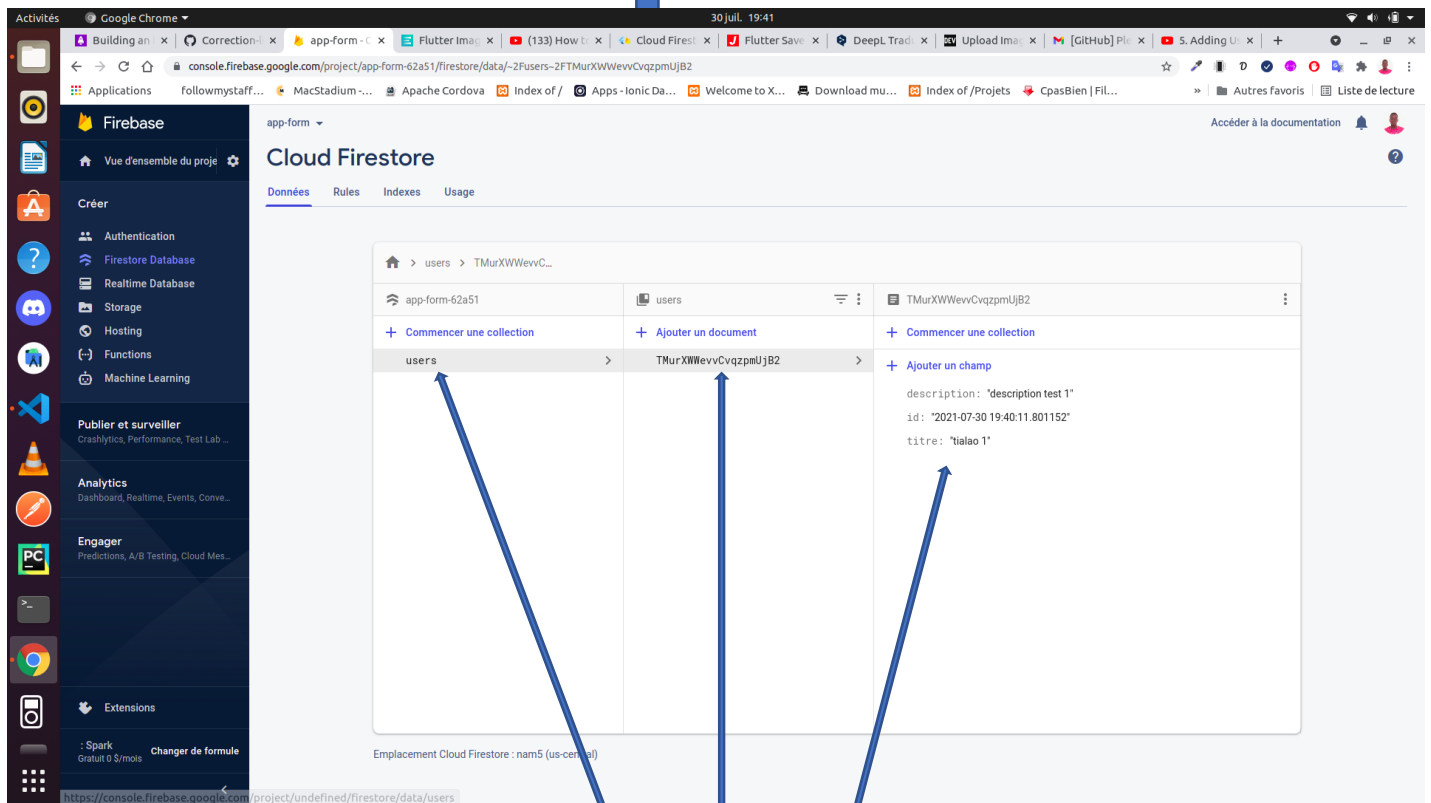 Activités
Google Chrome
30 juil. 19:41
Building an
Correction-
app-form - C
Flutter Imag
(133) How to
Cloud Firest
Flutter Save
DeepL Trad
Upload Imag
[GitHub] Ple
5. Adding Us
console.firebase.google.com/project/app-form-62a51/firestore/data/~2Fusers~2FTMurXWWevvCvqzpmUjB2
Applications
followmystaff...
MacStadium -...
Apache Cordova
Index of /
Apps - Ionic Da...
Welcome to X...
Download mu...
Index of /Projets
CpasBien | Fil...
»
Autres favoris
Liste de lecture
Firebase
app-form
Accéder à la documentation
Vue d'ensemble du proje
Cloud Firestore
Données Rules Indexes Usage
Créer
Authentication
Firestore Database
Realtime Database
Storage
Hosting
Functions
Machine Learning
Publier et surveiller
Crashlytics, Performance, Test Lab ...
Analytics
Dashboard, Realtime, Events, Conve...
Engager
Predictions, A/B Testing, Cloud Mes...
Extensions
: Spark
Gratuit 0 $/mois
Changer de formule
> users > TMurXWWevvC...
app-form-62a51
users
TMurXWWevvCvqzpmUjB2
+ Commencer une collection
+ Ajouter un document
+ Commencer une collection
users
TMurXWWevvCvqzpmUjB2
+ Ajouter un champ
description: "description test 1"
id: "2021-07-30 19:40:11.801152"
titre: "tialao 1"
Emplacement Cloud Firestore : nam5 (us-central)
https://console.firebase.google.com/project/undefined/firestore/data/users
PC